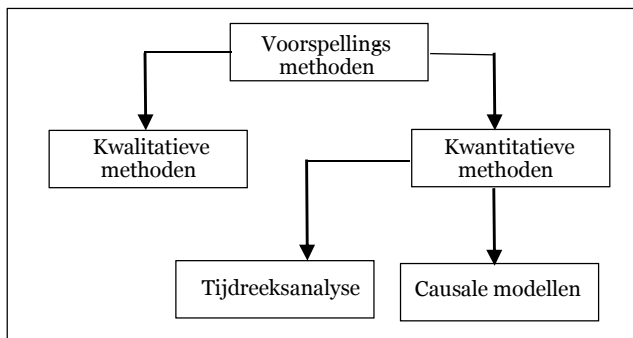 Voorspellings
methoden
Kwalitatieve
methoden
Kwantitatieve
methoden
Tijdreeksanalyse
Causale modellen